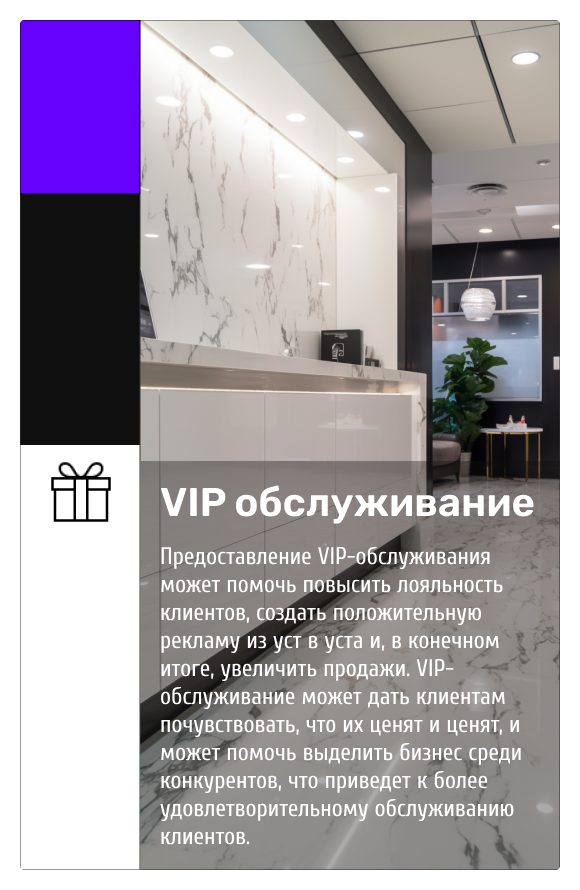 VIP обслуживание
Предоставление VIP-обслуживания
может помочь повысить лояльность
клиентов, создать положительную
рекламу из уст в уста и, в конечном
итоге, увеличить продажи. VIP-
обслуживание может дать клиентам
почувствовать, что их ценят и ценят, и
может помочь выделить бизнес среди
конкурентов, что приведет к более
удовлетворительному обслуживанию
клиентов.